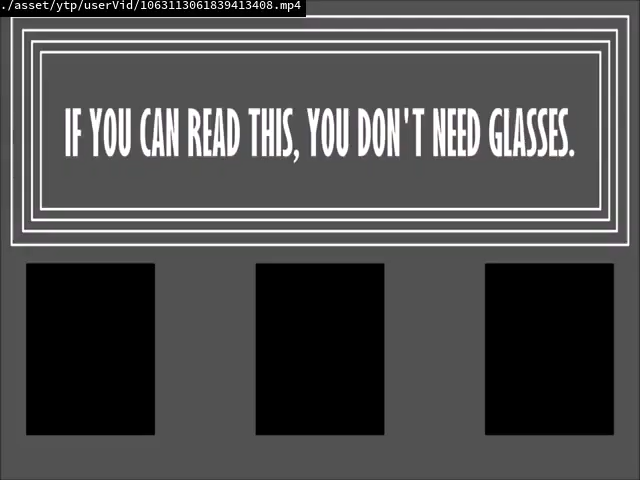 ./asset/ytp/userVid/1063113061839413408.mp4
IF YOU CAN READ THIS, YOU DON'T NEED GLASSES.